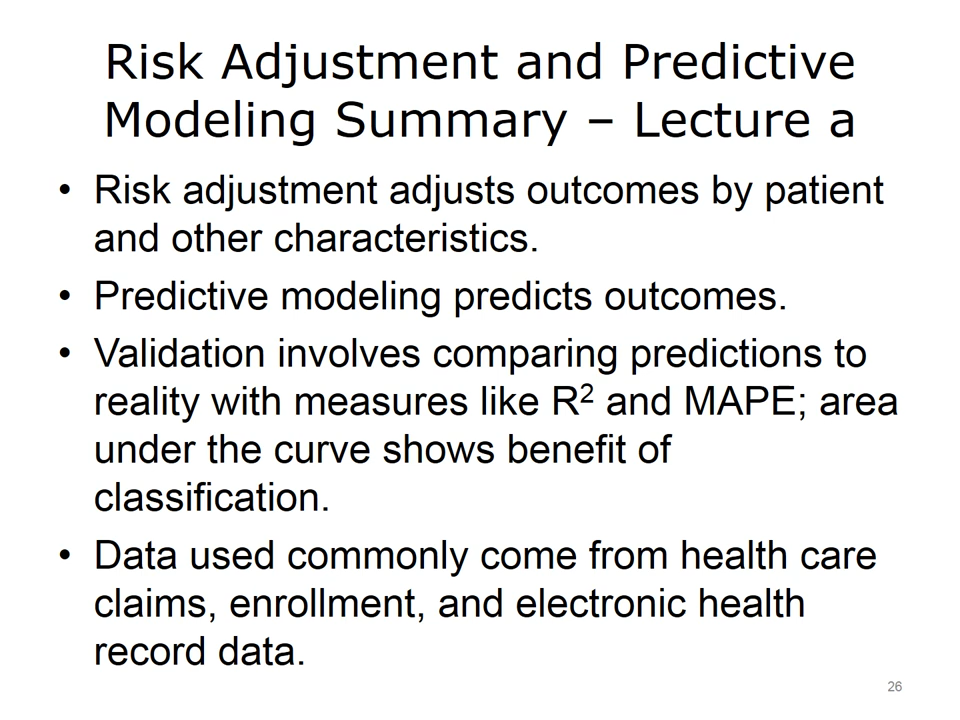 Risk Adjustment and Predictive
Modeling Summary – Lecture a
• Risk adjustment adjusts outcomes by patient
and other characteristics.
• Predictive modeling predicts outcomes.
• Validation involves comparing predictions to
reality with measures like R² and MAPE; area
under the curve shows benefit of
classification.
• Data used commonly come from health care
claims, enrollment, and electronic health
record data.
26